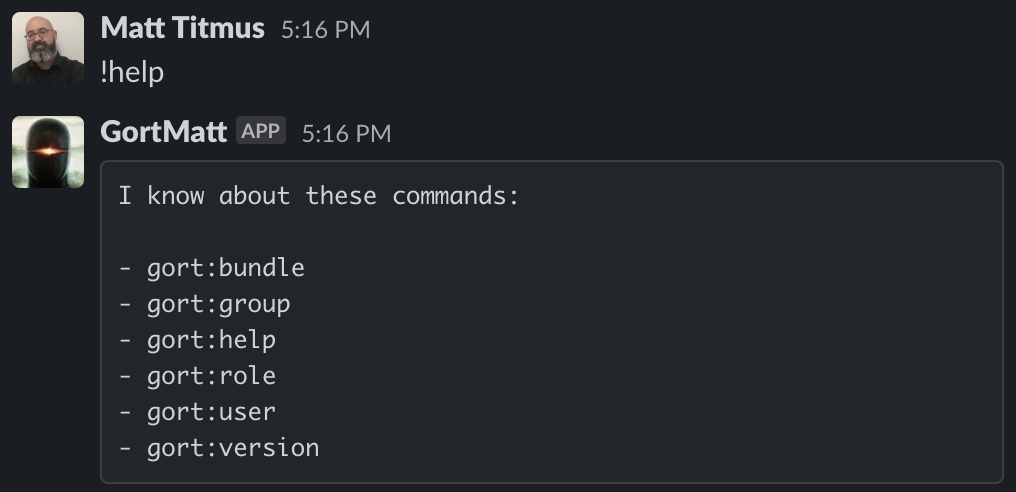 Matt Titmus 5:16 PM
!help
GortMatt APP 5:16 PM
I know about these commands:
- gort:bundle
- gort:group
- gort:help
- gort:role
- gort:user
- gort:version